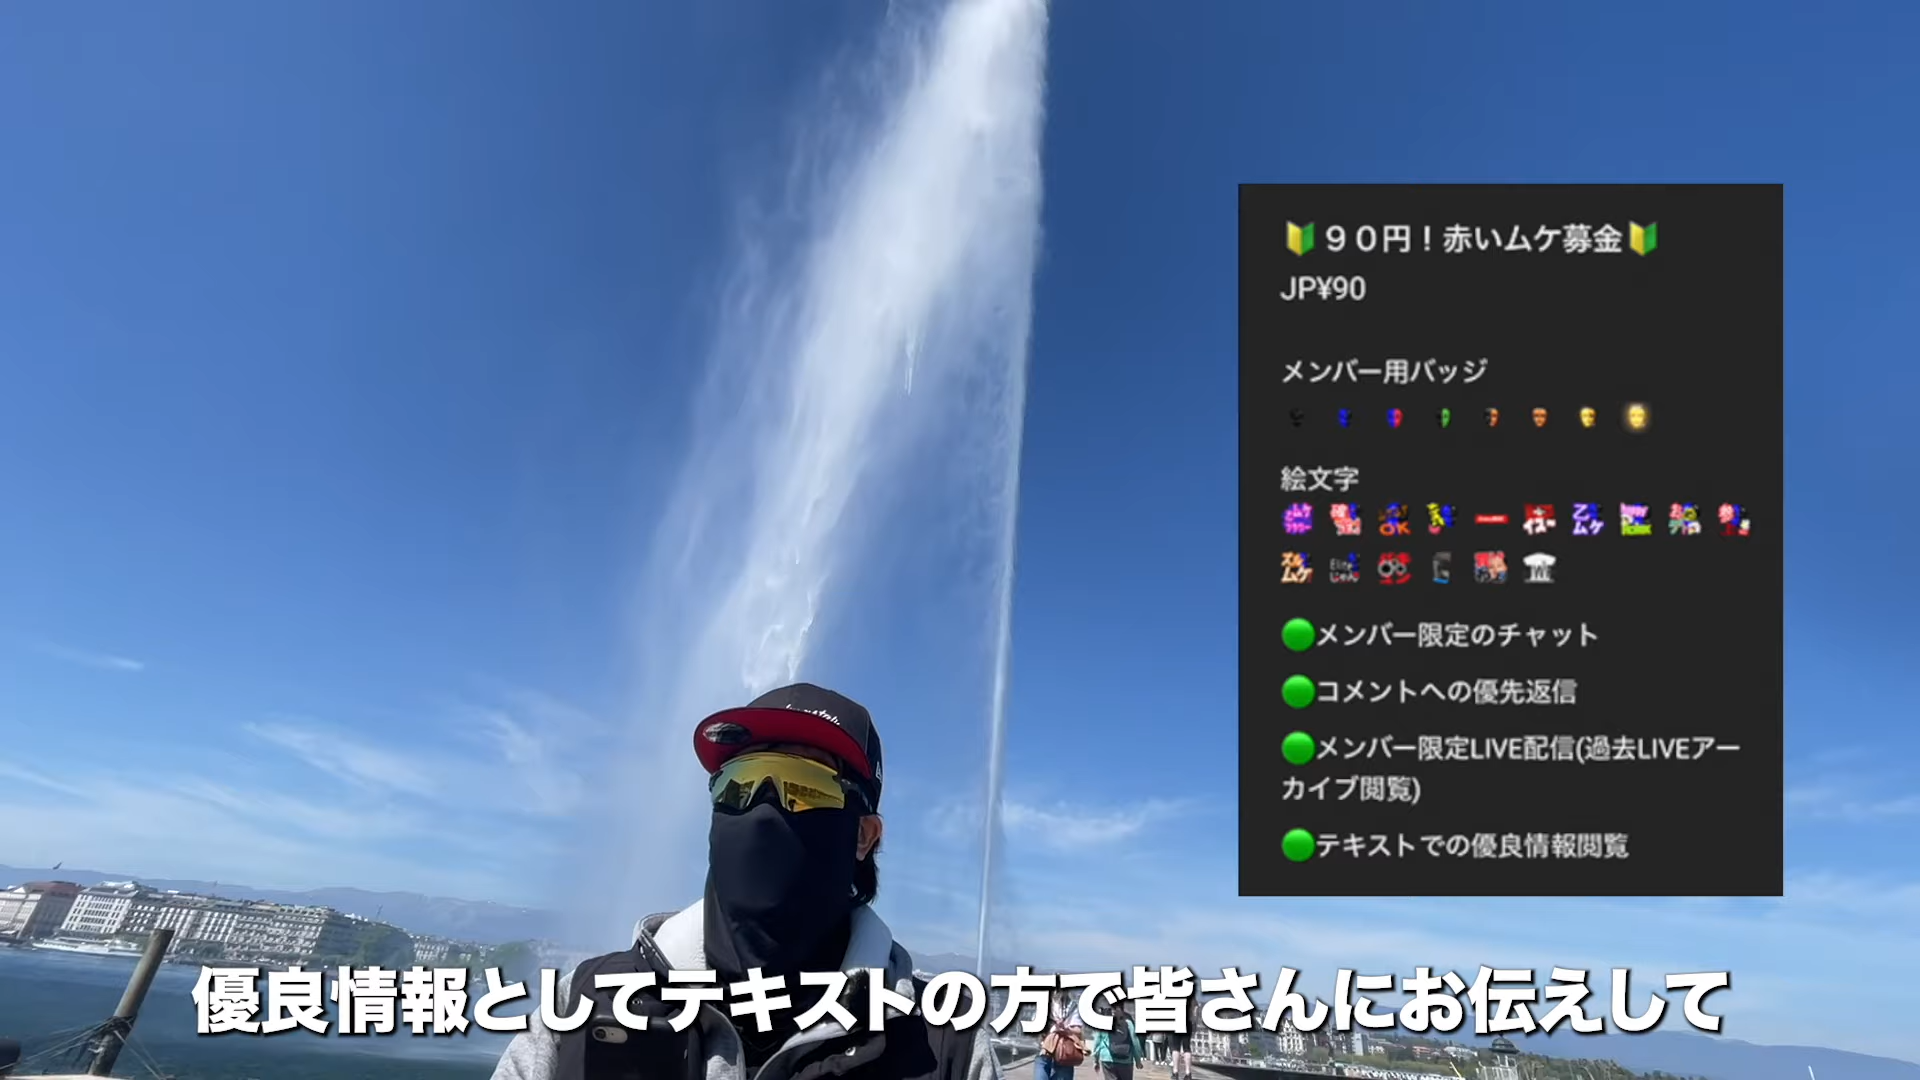 🔰９０円！赤いムケ募金🔰
JP¥90
メンバー用バッジ
絵文字
🟢メンバー限定のチャット
🟢コメントへの優先返信
🟢メンバー限定LIVE配信(過去LIVEアー
カイブ閲覧)
🟢テキストでの優良情報閲覧
優良情報としてテキストの方で皆さんにお伝えして